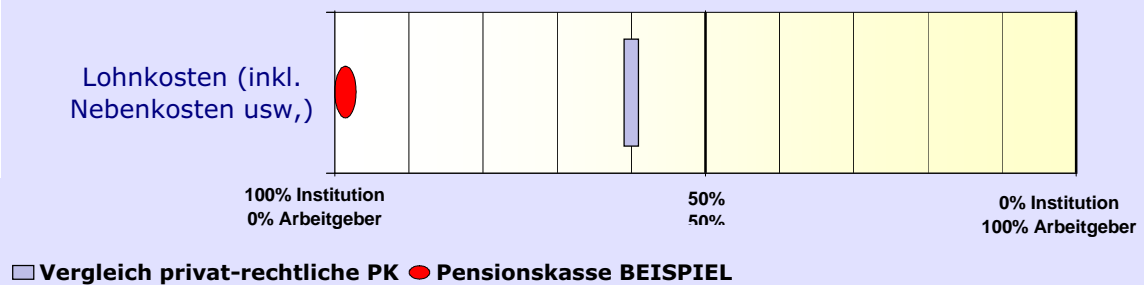 Lohnkosten (inkl.
Nebenkosten usw,)
100% Institution
0% Arbeitgeber
50%
50%
0% Institution
100% Arbeitgeber
Vergleich privat-rechtliche PK Pensionskasse BEISPIEL